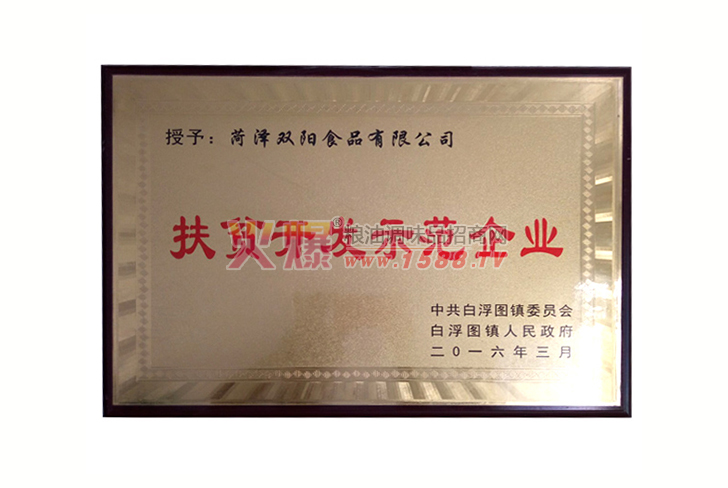 授予：菏泽双阳食品有限公司
扶贫开发示范企业
火爆®粮油调味品招商网
www.1588.TV
中共白浮图镇委员会
白浮图镇人民政府
二〇一六年三月